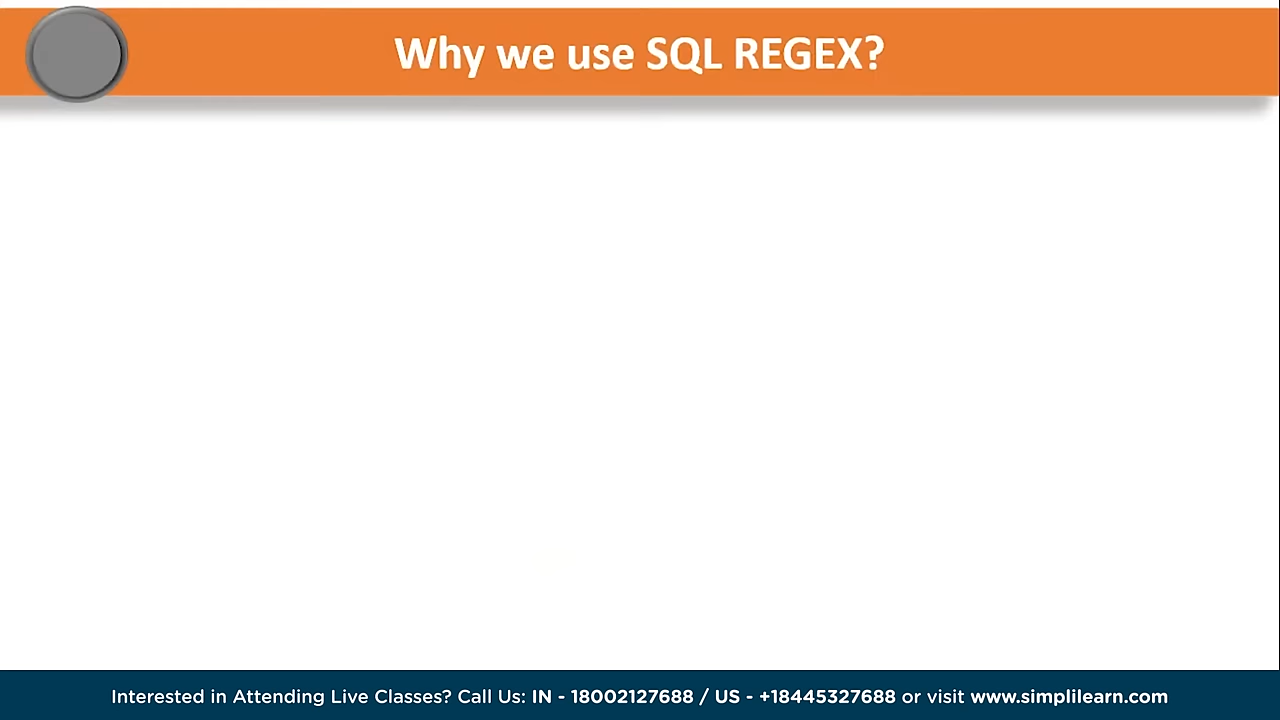 Why we use SQL REGEX?
Interested in Attending Live Classes? Call Us: IN - 18002127688 / US - +18445327688 or visit www.simplilearn.com